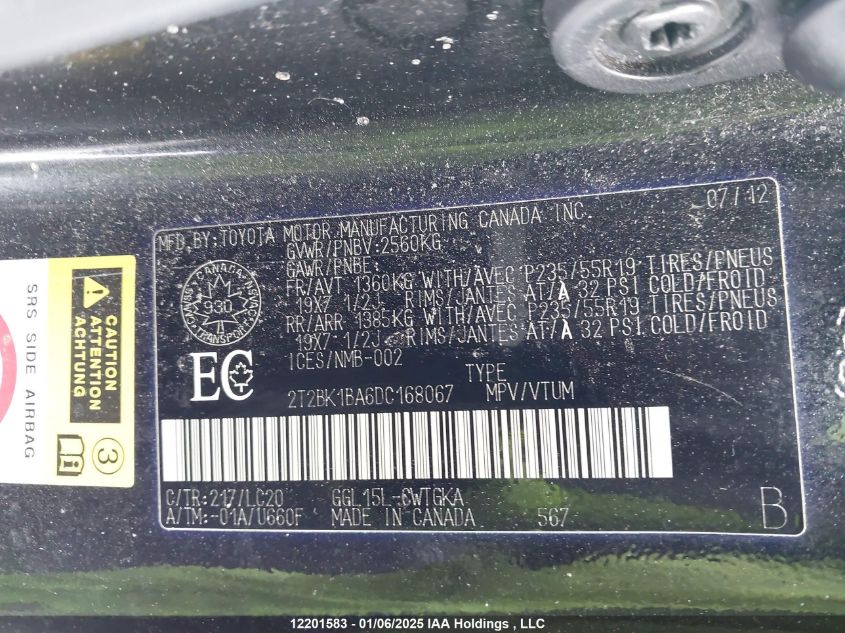 07/12
MFD.BY:TOYOTA MOTOR MANUFACTURING CANADA INC.
GVWR/PNBV:2560KG
GAWR/PNBE:
FR/AVT 1360KG WITH/AVEC P235/55R19 TIRES/PNEUS
19X7 1/2J RIMS/JANTES AT/À 32 PSI COLD/FROID
RR/ARR 1385KG WITH/AVEC P235/55R19 TIRES/PNEUS
19X7 1/2J RIMS/JANTES AT/À 32 PSI COLD/FROID
ICES/NMB-002
TYPE
2T2BK1BA6DC168067 MPV/VTUM
C/TR:217/LC20 GGL15L-CWTGKA
A/TM:-01A/U660F MADE IN CANADA 567
B
CANADA
TRANSPORT
930
EC
CAUTION
ATTENTION
ACHTUNG
SRS SIDE AIRBAG
3
12201583 - 01/06/2025 IAA Holdings , LLC